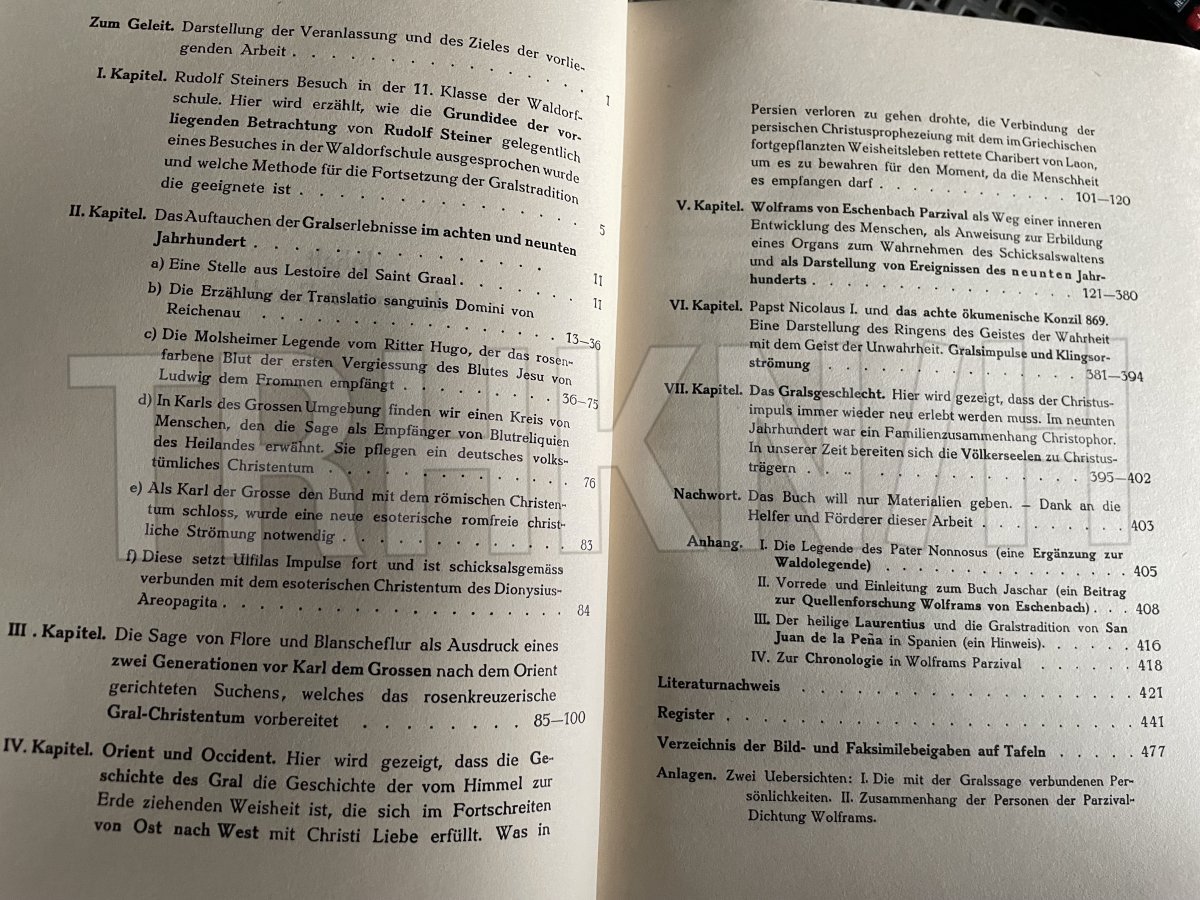 Zum Geleit. Darstellung der Veranlassung und des Zieles der vorlie-
genden Arbeit . . . . . . . . . . . . . . . 1
I. Kapitel. Rudolf Steiners Besuch in der 11. Klasse der Waldorf-
schule. Hier wird erzählt, wie die Grundidee der vor-
liegenden Betrachtung von Rudolf Steiner gelegentlich
eines Besuches in der Waldorfschule ausgesprochen wurde
und welche Methode für die Fortsetzung der Gralstradition
die geeignete ist . . . . . . . . . . . . . . 5
II. Kapitel. Das Auftauchen der Gralserlebnisse im achten und neunten
Jahrhundert . . . . . . . . . . . . . . . 11
a) Eine Stelle aus Lestoire del Saint Graal . . . . . . . 11
b) Die Erzählung der Translatio sanguinis Domini von
Reichenau . . . . . . . . . . . . . . . 13—36
c) Die Molsheimer Legende vom Ritter Hugo, der das rosen-
farbene Blut der ersten Vergiessung des Blutes Jesu von
Ludwig dem Frommen empfängt . . . . . . . . 36—75
d) In Karls des Grossen Umgebung finden wir einen Kreis von
Menschen, den die Sage als Empfänger von Blutreliquien
des Heilandes erwähnt. Sie pflegen ein deutsches volks-
tümliches Christentum . . . . . . . . . . . . 76
e) Als Karl der Grosse den Bund mit dem römischen Christen-
tum schloss, wurde eine neue esoterische romfreie christ-
liche Strömung notwendig . . . . . . . . . . . 83
f) Diese setzt Ulfilas Impulse fort und ist schicksalsgemäss
verbunden mit dem esoterischen Christentum des Dionysius-
Areopagita . . . . . . . . . . . . . . . . 84
III . Kapitel. Die Sage von Flore und Blanscheflur als Ausdruck eines
zwei Generationen vor Karl dem Grossen nach dem Orient
gerichteten Suchens, welches das rosenkreuzerische
Gral-Christentum vorbereitet . . . . . . . . 85—100
IV. Kapitel. Orient und Occident. Hier wird gezeigt, dass die Ge-
schichte des Gral die Geschichte der vom Himmel zur
Erde ziehenden Weisheit ist, die sich im Fortschreiten
von Ost nach West mit Christi Liebe erfüllt. Was in
Persien verloren zu gehen drohte, die Verbindung der
persischen Christusprophezeiung mit dem im Griechischen
fortgepflanzten Weisheitsleben rettete Charibert von Laon,
um es zu bewahren für den Moment, da die Menschheit
es empfangen darf . . . . . . . . . . . 101—120
V. Kapitel. Wolframs von Eschenbach Parzival als Weg einer inneren
Entwicklung des Menschen, als Anweisung zur Erbildung
eines Organs zum Wahrnehmen des Schicksalswaltens
und als Darstellung von Ereignissen des neunten Jahr-
hunderts . . . . . . . . . . . . . . . 121—380
VI. Kapitel. Papst Nicolaus I. und das achte ökumenische Konzil 869.
Eine Darstellung des Ringens des Geistes der Wahrheit
mit dem Geist der Unwahrheit. Gralsimpulse und Klingsor-
strömung . . . . . . . . . . . . . . . 381—394
VII. Kapitel. Das Gralsgeschlecht. Hier wird gezeigt, dass der Christus-
impuls immer wieder neu erlebt werden muss. Im neunten
Jahrhundert war ein Familienzusammenhang Christophor.
In unserer Zeit bereiten sich die Völkerseelen zu Christus-
trägern . . . . . . . . . . . . . . . . 395—402
Nachwort. Das Buch will nur Materialien geben. — Dank an die
Helfer und Förderer dieser Arbeit . . . . . . . . 403
Anhang. I. Die Legende des Pater Nonnosus (eine Ergänzung zur
Waldolegende) . . . . . . . . . . . . . . 405
II. Vorrede und Einleitung zum Buch Jaschar (ein Beitrag
zur Quellenforschung Wolframs von Eschenbach) . . . 408
III. Der heilige Laurentius und die Gralstradition von San
Juan de la Peña in Spanien (ein Hinweis). . . . . . 416
IV. Zur Chronologie in Wolframs Parzival . . . . . . 418
Literaturnachweis . . . . . . . . . . . . . . . . 421
Register . . . . . . . . . . . . . . . . . . . 441
Verzeichnis der Bild- und Faksimilebeigaben auf Tafeln . . . . . 477
Anlagen. Zwei Uebersichten: I. Die mit der Gralssage verbundenen Per-
sönlichkeiten. II. Zusammenhang der Personen der Parzival-
Dichtung Wolframs.